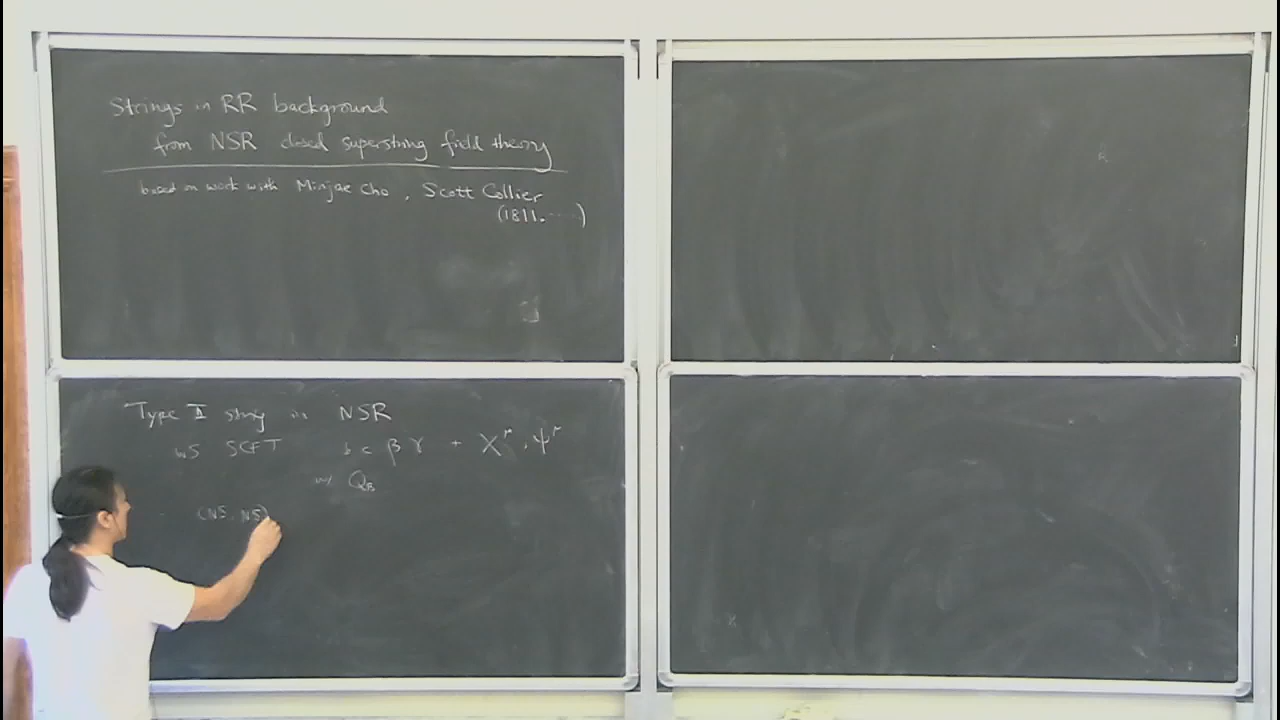 Strings in RR background
from NSR closed superstring field theory
based on work with Minjae Cho, Scott Collier
(1811.....)
Type II string in NSR
ws SCFT b c β γ + X^μ, ψ^μ
w/ Q_B
- (NS, NS)